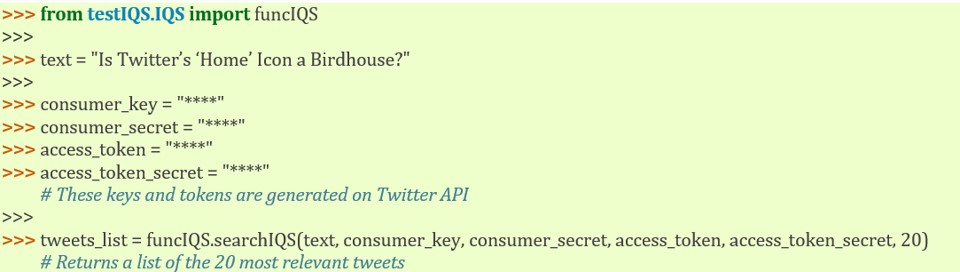 >>> from testIQS.IQS import funcIQS
>>>
>>> text = "Is Twitter’s ‘Home’ Icon a Birdhouse?"
>>>
>>> consumer_key = "****"
>>> consumer_secret = "****"
>>> access_token = "****"
>>> access_token_secret = "****"
# These keys and tokens are generated on Twitter API
>>>
>>> tweets_list = funcIQS.searchIQS(text, consumer_key, consumer_secret, access_token, access_token_secret, 20)
# Returns a list of the 20 most relevant tweets